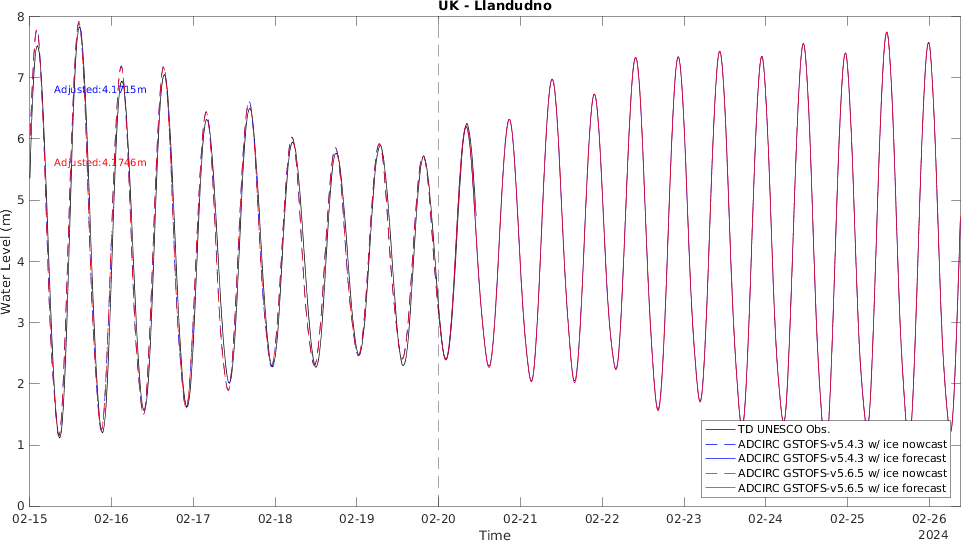 UK - Llandudno
8
7
6
5
4
3
2
1
0
Water Level (m)
Adjusted:4.1715m
Adjusted:4.1746m
TD UNESCO Obs.
ADCIRC GSTOFS-v5.4.3 w/ ice nowcast
ADCIRC GSTOFS-v5.4.3 w/ ice forecast
ADCIRC GSTOFS-v5.6.5 w/ ice nowcast
ADCIRC GSTOFS-v5.6.5 w/ ice forecast
02-15 02-16 02-17 02-18 02-19 02-20 02-21 02-22 02-23 02-24 02-25 02-26
Time
2024